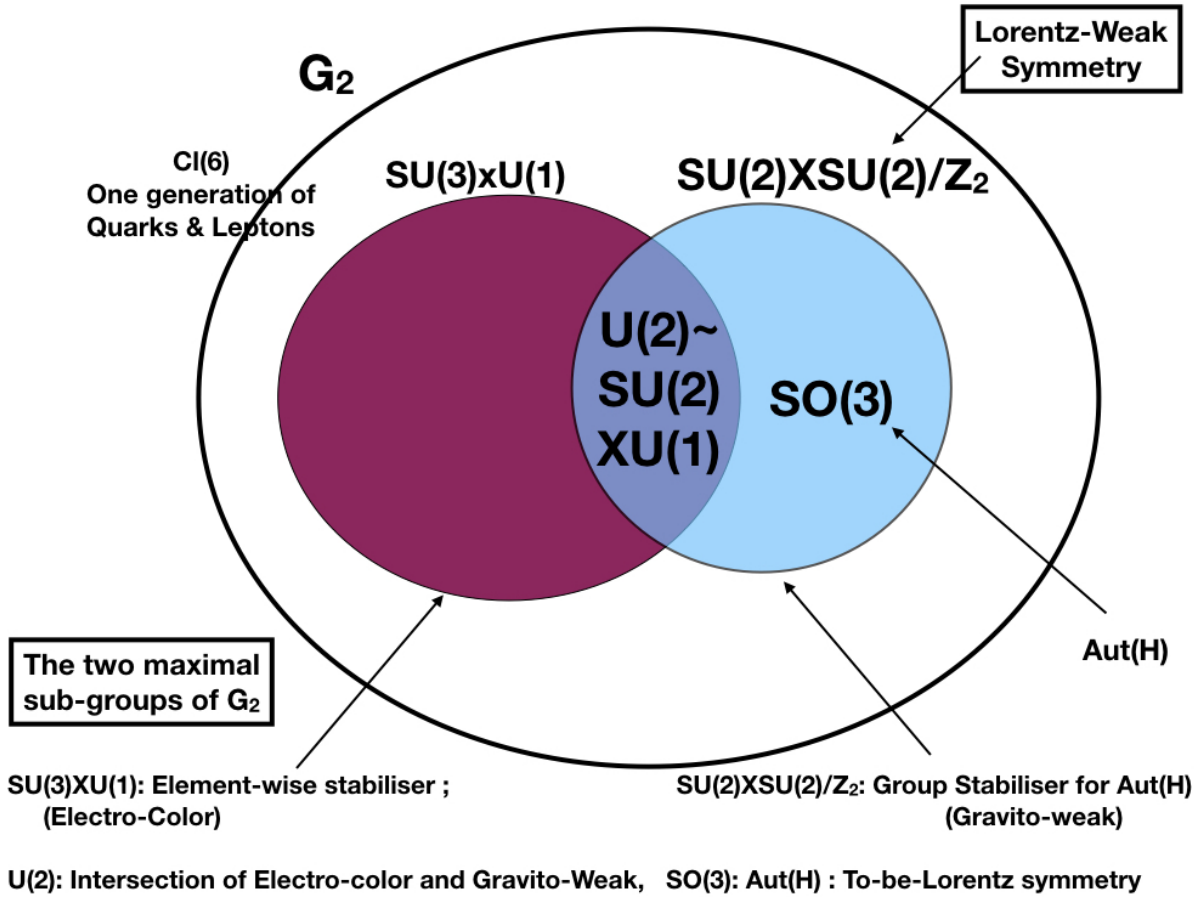 Lorentz-Weak
Symmetry
G₂
Cl(6)
One generation of
Quarks & Leptons
SU(3)xU(1)
SU(2)XSU(2)/Z₂
U(2)~
SU(2)
XU(1)
SO(3)
Aut(H)
The two maximal
sub-groups of G₂
SU(3)XU(1): Element-wise stabiliser ;
(Electro-Color)
SU(2)XSU(2)/Z₂: Group Stabiliser for Aut(H)
(Gravito-weak)
U(2): Intersection of Electro-color and Gravito-Weak, SO(3): Aut(H) : To-be-Lorentz symmetry